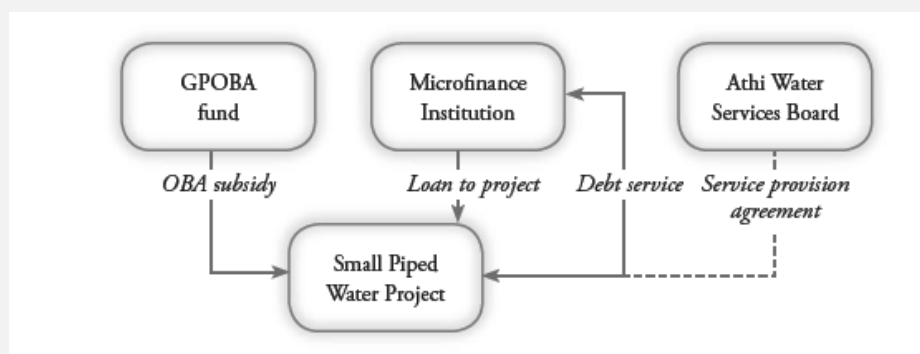 GPOBA
fund
Microfinance
Institution
Athi Water
Services Board
OBA subsidy
Loan to project
Debt service
Service provision
agreement
Small Piped
Water Project